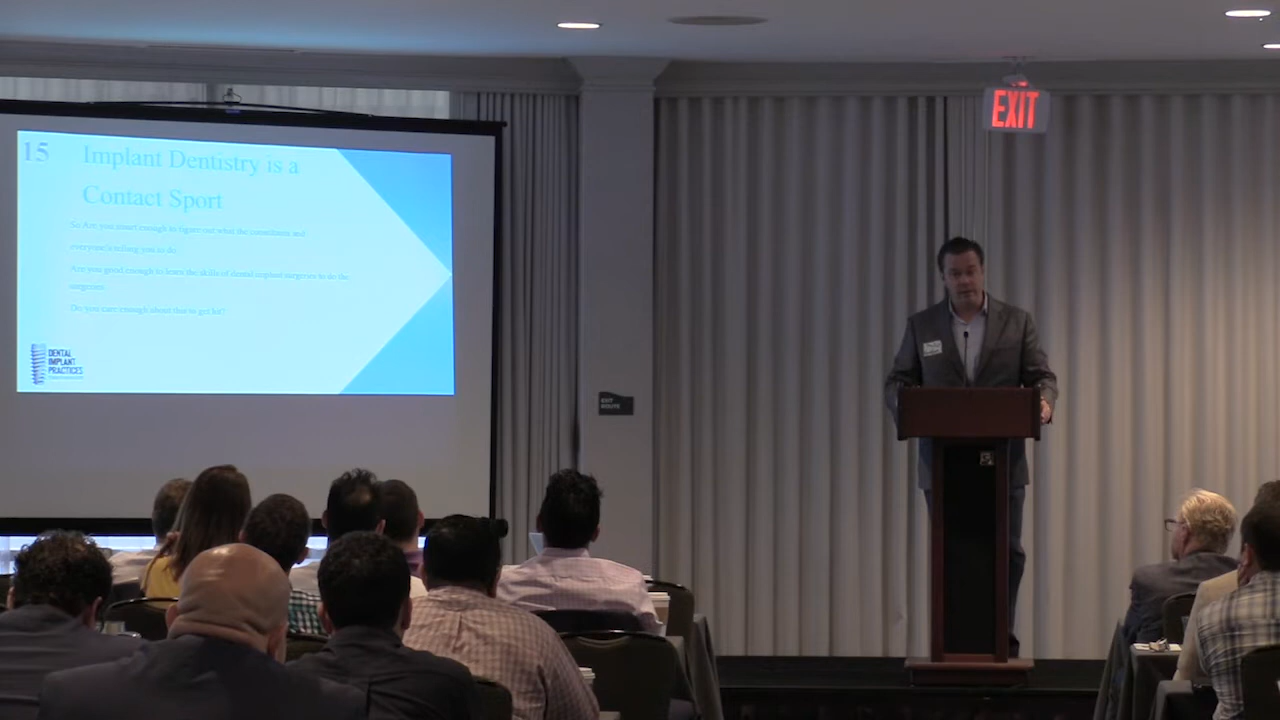 15
Implant Dentistry is a
Contact Sport
So Are you smart enough to figure out what the consultants and
everyone's telling you to do
Are you good enough to learn the skills of dental implant surgeries to do the
surgeries
Do you care enough about that to get hit?
DENTAL
IMPLANT
PRACTICES
EXIT
EXIT
ROUTE